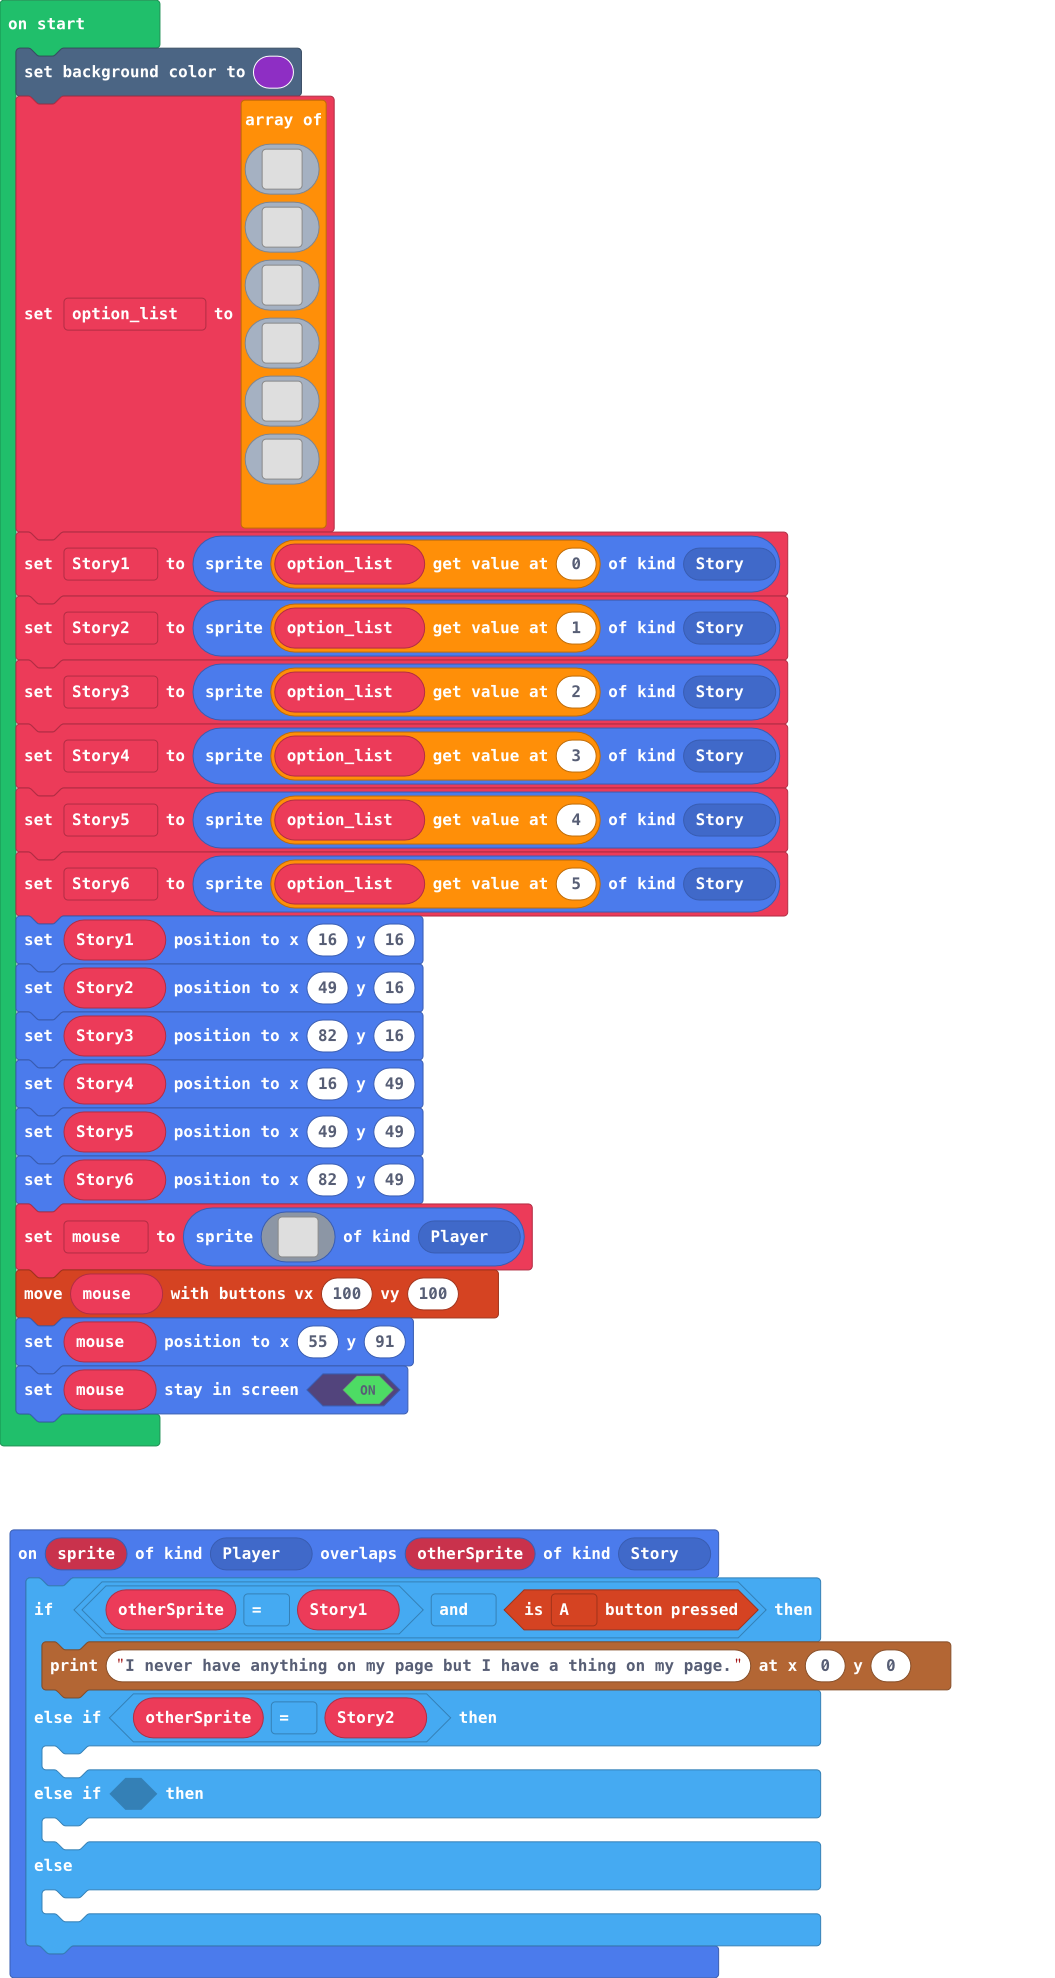 on start
set background color to
array of
set option_list to
set Story1 to sprite option_list get value at 0 of kind Story
set Story2 to sprite option_list get value at 1 of kind Story
set Story3 to sprite option_list get value at 2 of kind Story
set Story4 to sprite option_list get value at 3 of kind Story
set Story5 to sprite option_list get value at 4 of kind Story
set Story6 to sprite option_list get value at 5 of kind Story
set Story1 position to x 16 y 16
set Story2 position to x 49 y 16
set Story3 position to x 82 y 16
set Story4 position to x 16 y 49
set Story5 position to x 49 y 49
set Story6 position to x 82 y 49
set mouse to sprite of kind Player
move mouse with buttons vx 100 vy 100
set mouse position to x 55 y 91
set mouse stay in screen ON
on sprite of kind Player overlaps otherSprite of kind Story
if otherSprite = Story1 and is A button pressed then
print "I never have anything on my page but I have a thing on my page." at x 0 y 0
else if otherSprite = Story2 then
else if then
else